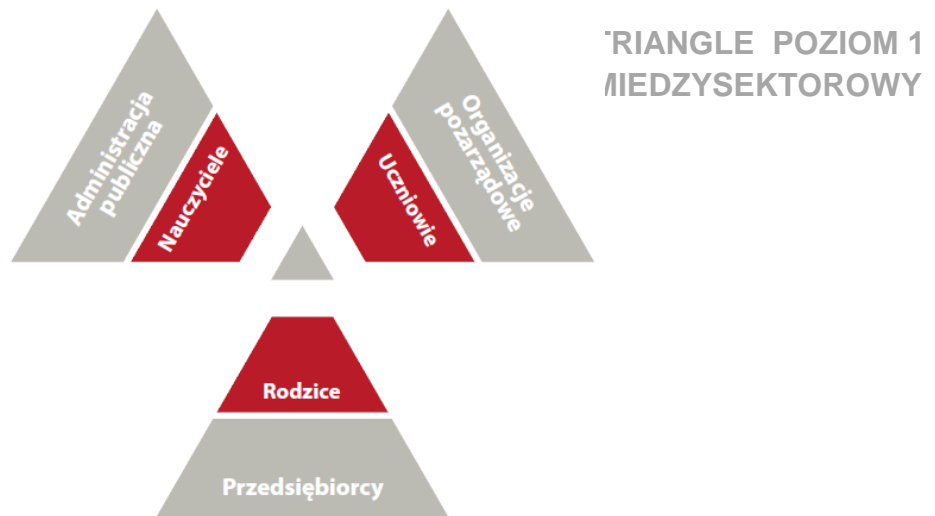 TRIANGLE POZIOM 1
MIEDZYSEKTOROWY
Administracja
publiczna
Nauczyciele
Uczniowie
Organizacje
pozarządowe
Rodzice
Przedsiębiorcy